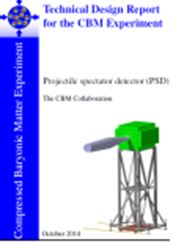 Technical Design Report
for the CBM Experiment
Projectile spectator detector (PSD)
The CBM Collaboration
October 2014
Compressed Baryonic Matter Experiment